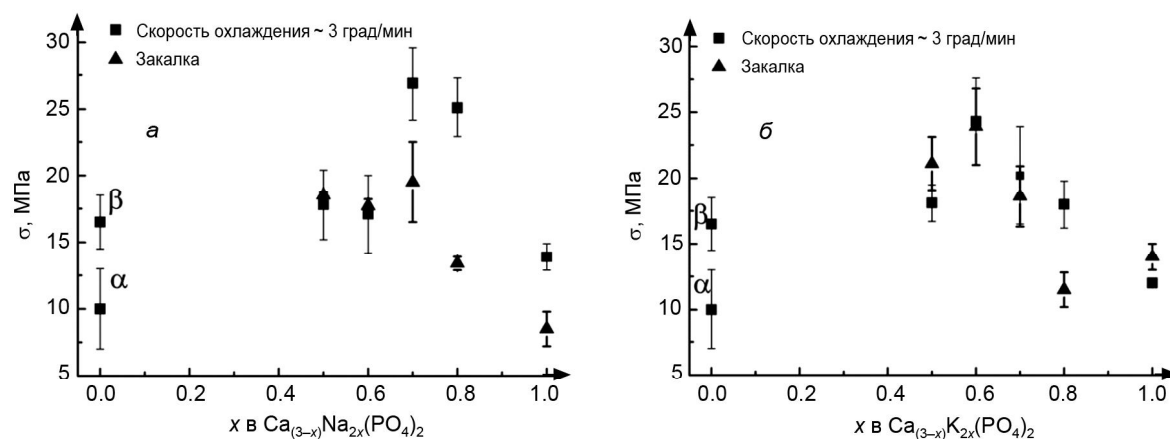 ■ Скорость охлаждения ~ 3 град/мин
▲ Закалка
а
β
α
σ, МПа
30
25
20
15
10
5
0.0 0.2 0.4 0.6 0.8 1.0
x в Ca(3–x)Na2x(PO4)2
■ Скорость охлаждения ~ 3 град/мин
▲ Закалка
б
β
α
σ, МПа
30
25
20
15
10
5
0.0 0.2 0.4 0.6 0.8 1.0
x в Ca(3–x)K2x(PO4)2